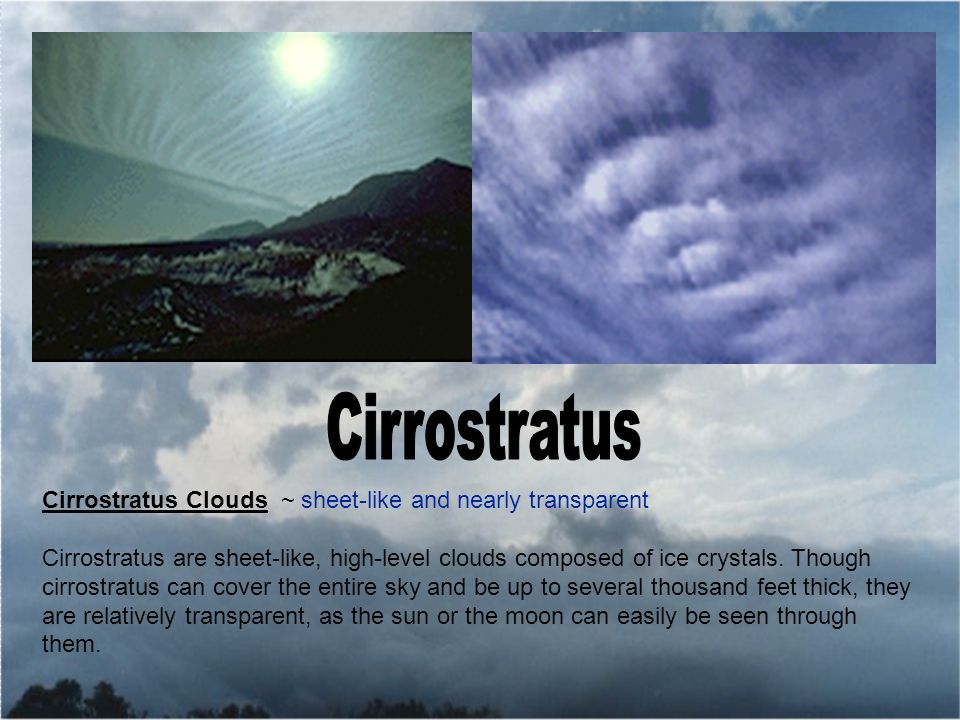 Cirrostratus
Cirrostratus Clouds ~ sheet-like and nearly transparent
Cirrostratus are sheet-like, high-level clouds composed of ice crystals. Though
cirrostratus can cover the entire sky and be up to several thousand feet thick, they
are relatively transparent, as the sun or the moon can easily be seen through
them.